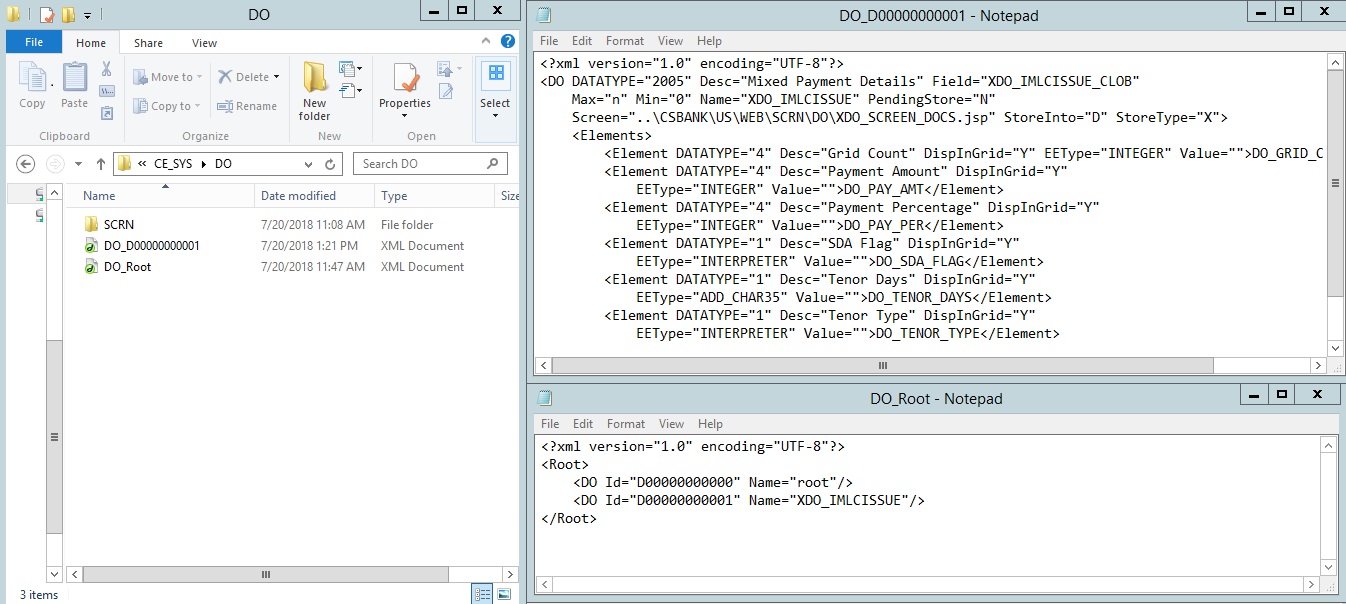 DO
File Home Share View
Copy Paste Move to Copy to Delete Rename New folder Properties Select
Clipboard Organize New Open
« CE_SYS DO Search DO
Name Date modified Type Size
SCRN 7/20/2018 11:08 AM File folder
DO_D00000000001 7/20/2018 1:21 PM XML Document
DO_Root 7/20/2018 11:47 AM XML Document
3 items
DO_D00000000001 - Notepad
File Edit Format View Help
<?xml version="1.0" encoding="UTF-8"?>
<DO DATATYPE="2005" Desc="Mixed Payment Details" Field="XDO_IMLCISSUE_CLOB"
Max="n" Min="0" Name="XDO_IMLCISSUE" PendingStore="N"
Screen="..\CSBANK\US\WEB\SCRN\DO\XDO_SCREEN_DOCS.jsp" StoreInto="D" StoreType="X">
<Elements>
<Element DATATYPE="4" Desc="Grid Count" DispInGrid="Y" EEType="INTEGER" Value="">DO_GRID_C
<Element DATATYPE="4" Desc="Payment Amount" DispInGrid="Y"
EEType="INTEGER" Value="">DO_PAY_AMT</Element>
<Element DATATYPE="4" Desc="Payment Percentage" DispInGrid="Y"
EEType="INTEGER" Value="">DO_PAY_PER</Element>
<Element DATATYPE="1" Desc="SDA Flag" DispInGrid="Y"
EEType="INTERPRETER" Value="">DO_SDA_FLAG</Element>
<Element DATATYPE="1" Desc="Tenor Days" DispInGrid="Y"
EEType="ADD_CHAR35" Value="">DO_TENOR_DAYS</Element>
<Element DATATYPE="1" Desc="Tenor Type" DispInGrid="Y"
EEType="INTERPRETER" Value="">DO_TENOR_TYPE</Element>
DO_Root - Notepad
File Edit Format View Help
<?xml version="1.0" encoding="UTF-8"?>
<Root>
<DO Id="D00000000000" Name="root"/>
<DO Id="D00000000001" Name="XDO_IMLCISSUE"/>
</Root>